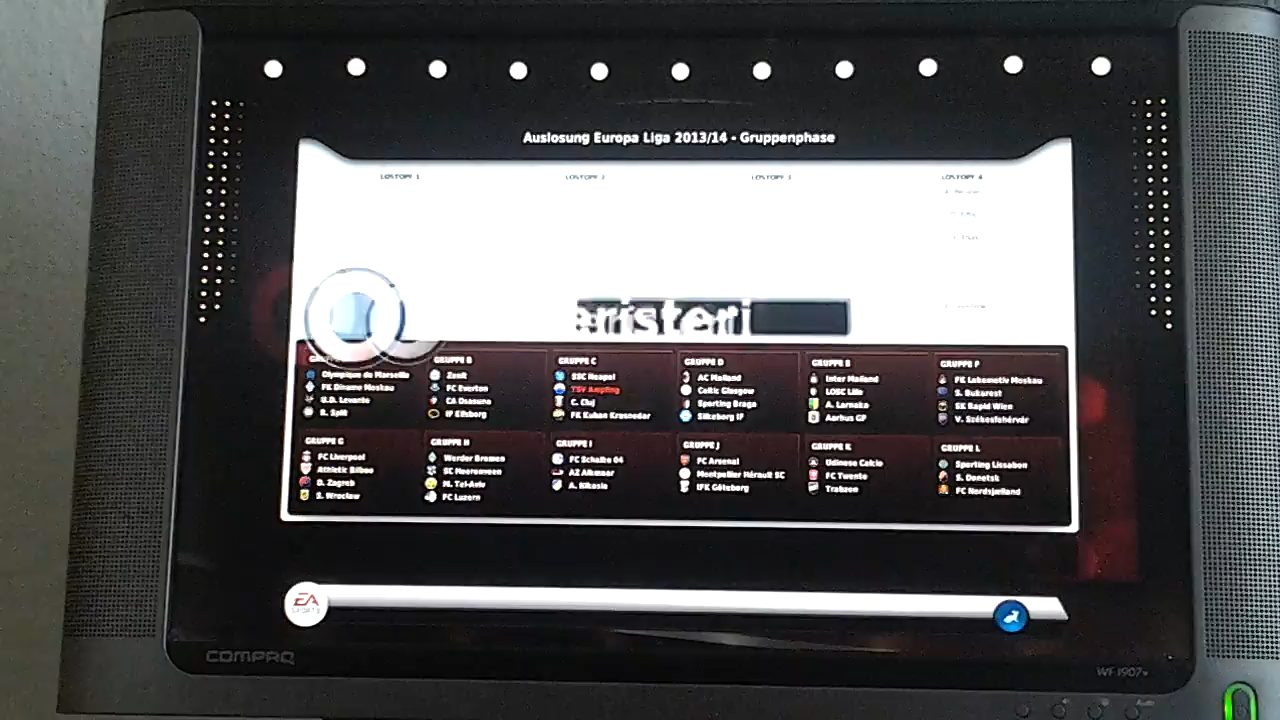 Auslosung Europa Liga 2013/14 - Gruppenphase
LOSTOPF 1
LOSTOPF 2
LOSTOPF 3
LOSTOPF 4
eristeri
GRUPPE B
GRUPPE C
GRUPPE D
GRUPPE E
GRUPPE F
Olympique de Marseille
FK Dinamo Moskau
U.D. Levante
R. Split
Zenit
FC Everton
CA Osasuna
IF Elfsborg
SSC Neapel
TSV Ampfing
C. Cluj
FK Kuban Krasnodar
AC Mailand
Celtic Glasgow
Sporting Braga
Silkeborg IF
Inter Mailand
LOSC Lille
A. Larnaka
Aarhus GF
FK Lokomotiv Moskau
S. Bukarest
SK Rapid Wien
V. Székesfehérvár
GRUPPE G
GRUPPE H
GRUPPE I
GRUPPE J
GRUPPE K
GRUPPE L
FC Liverpool
Athletic Bilbao
D. Zagreb
S. Wroclaw
Werder Bremen
SC Heerenveen
M. Tel-Aviv
FC Luzern
FC Schalke 04
AZ Alkmaar
A. Nikosia
FC Arsenal
Montpellier Hérault SC
IFK Göteborg
Udinese Calcio
FC Twente
Trabzon
Sporting Lissabon
S. Donetsk
FC Nordsjælland
EA
SPORTS
COMPAQ
WF1907v